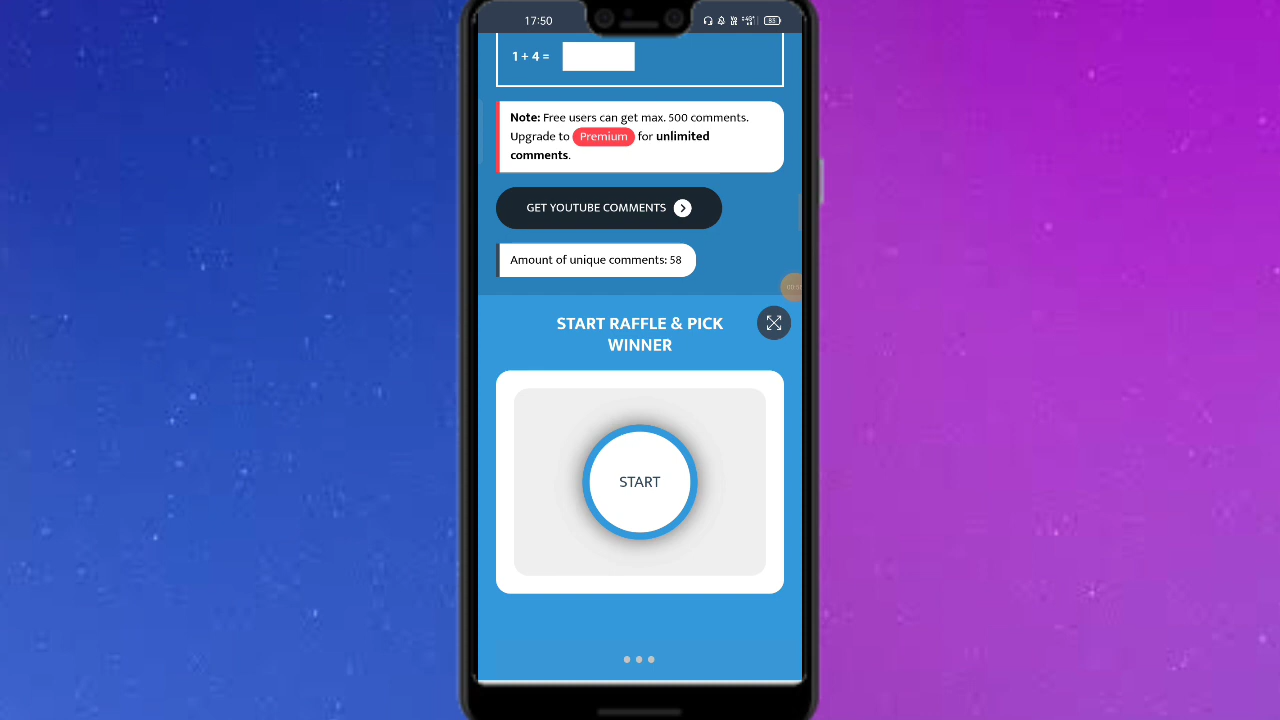 17:50
85
1 + 4 =
Note: Free users can get max. 500 comments.
Upgrade to Premium for unlimited
comments.
GET YOUTUBE COMMENTS
Amount of unique comments: 58
START RAFFLE & PICK
WINNER
START